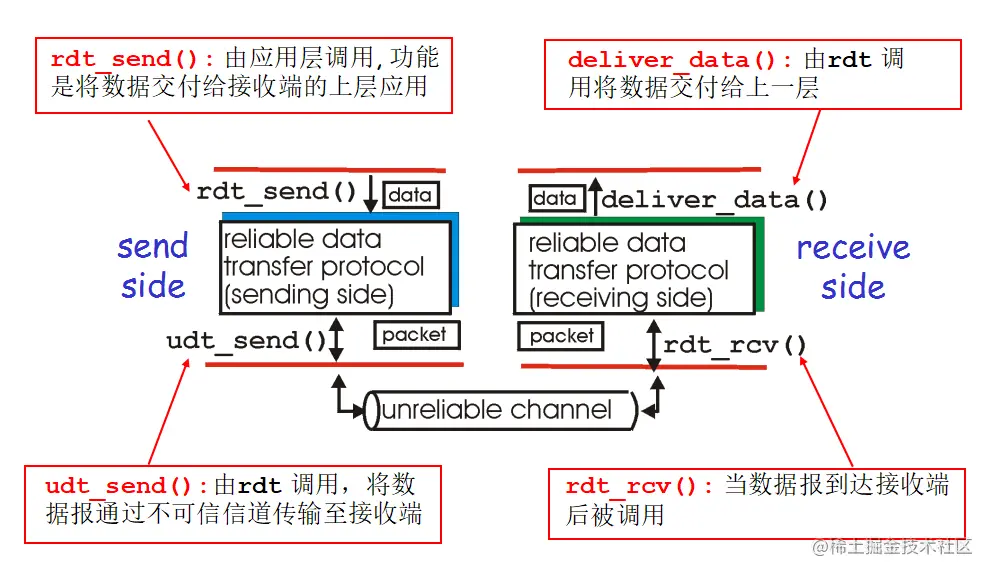 rdt_send(): 由应用层调用,功能
是将数据交付给接收端的上层应用
deliver_data(): 由rdt 调
用将数据交付给上一层
rdt_send()
data
data
deliver_data()
send
side
reliable data
transfer protocol
(sending side)
reliable data
transfer protocol
(receiving side)
receive
side
udt_send()
packet
packet
rdt_rcv()
unreliable channel
udt_send(): 由rdt 调用，将数
据报通过不可信信道传输至接收端
rdt_rcv(): 当数据报到达接收端
后被调用
@稀土掘金技术社区